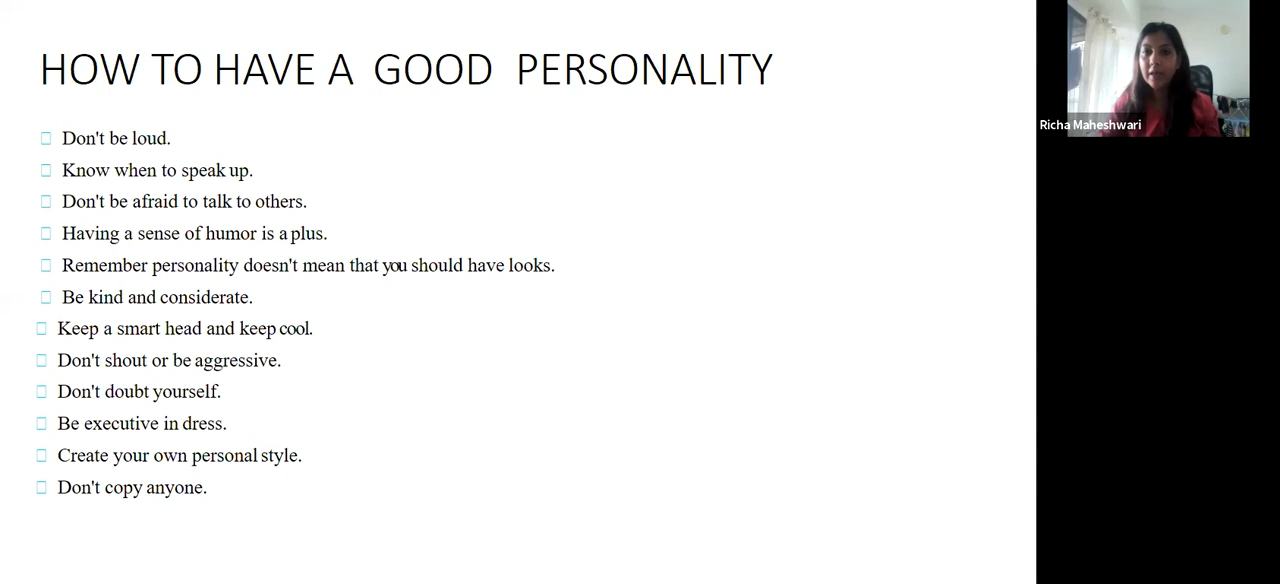 HOW TO HAVE A GOOD PERSONALITY
Don't be loud.
Know when to speak up.
Don't be afraid to talk to others.
Having a sense of humor is a plus.
Remember personality doesn't mean that you should have looks.
Be kind and considerate.
Keep a smart head and keep cool.
Don't shout or be aggressive.
Don't doubt yourself.
Be executive in dress.
Create your own personal style.
Don't copy anyone.
Richa Maheshwari